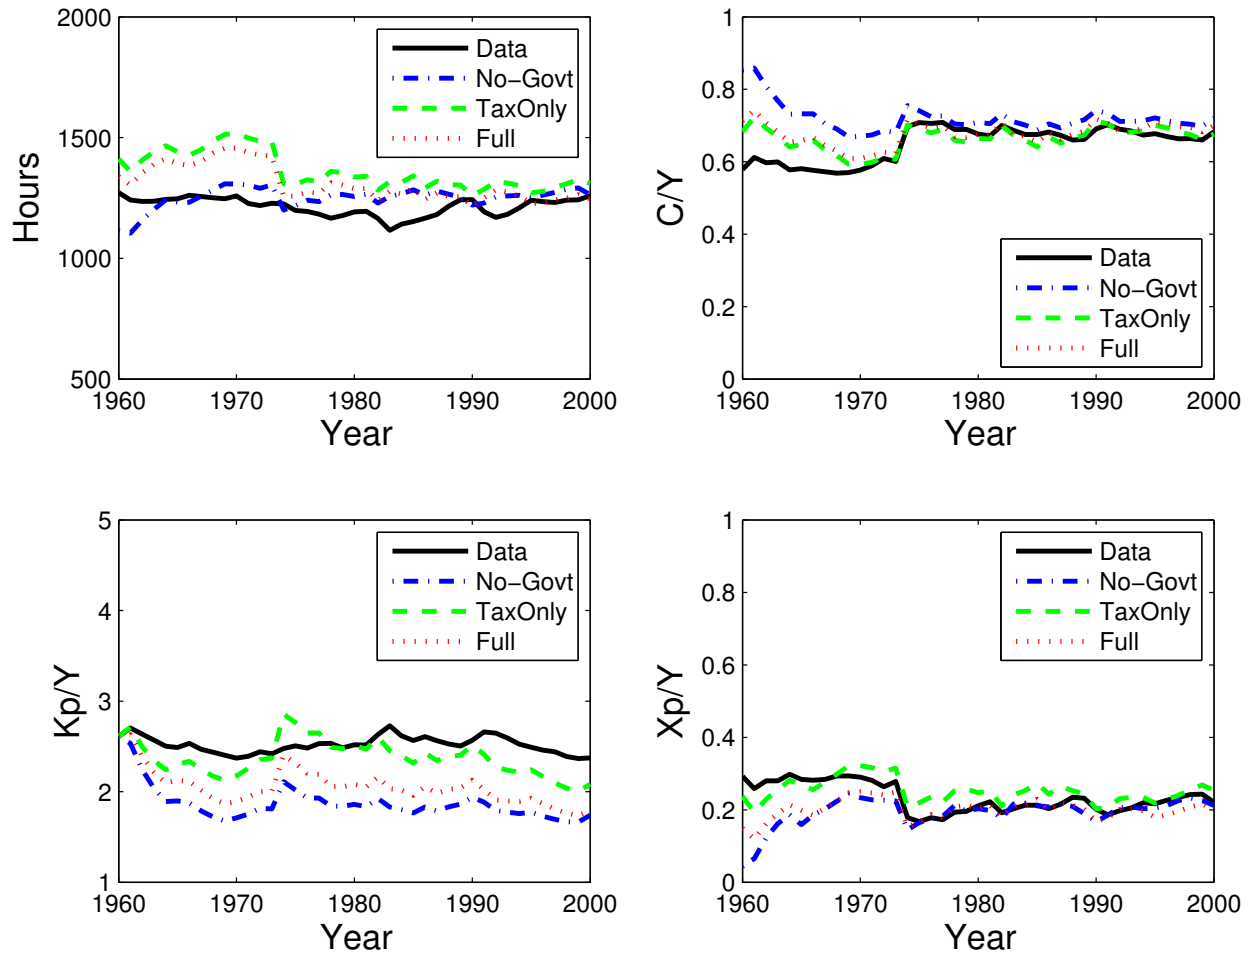 2000
1500
1000
500
Hours
Data
No-Govt
TaxOnly
Full
1960 1970 1980 1990 2000
Year
1
0.8
0.6
0.4
0.2
0
C/Y
Data
No-Govt
TaxOnly
Full
1960 1970 1980 1990 2000
Year
5
4
3
2
1
Kp/Y
Data
No-Govt
TaxOnly
Full
1960 1970 1980 1990 2000
Year
1
0.8
0.6
0.4
0.2
0
Xp/Y
Data
No-Govt
TaxOnly
Full
1960 1970 1980 1990 2000
Year